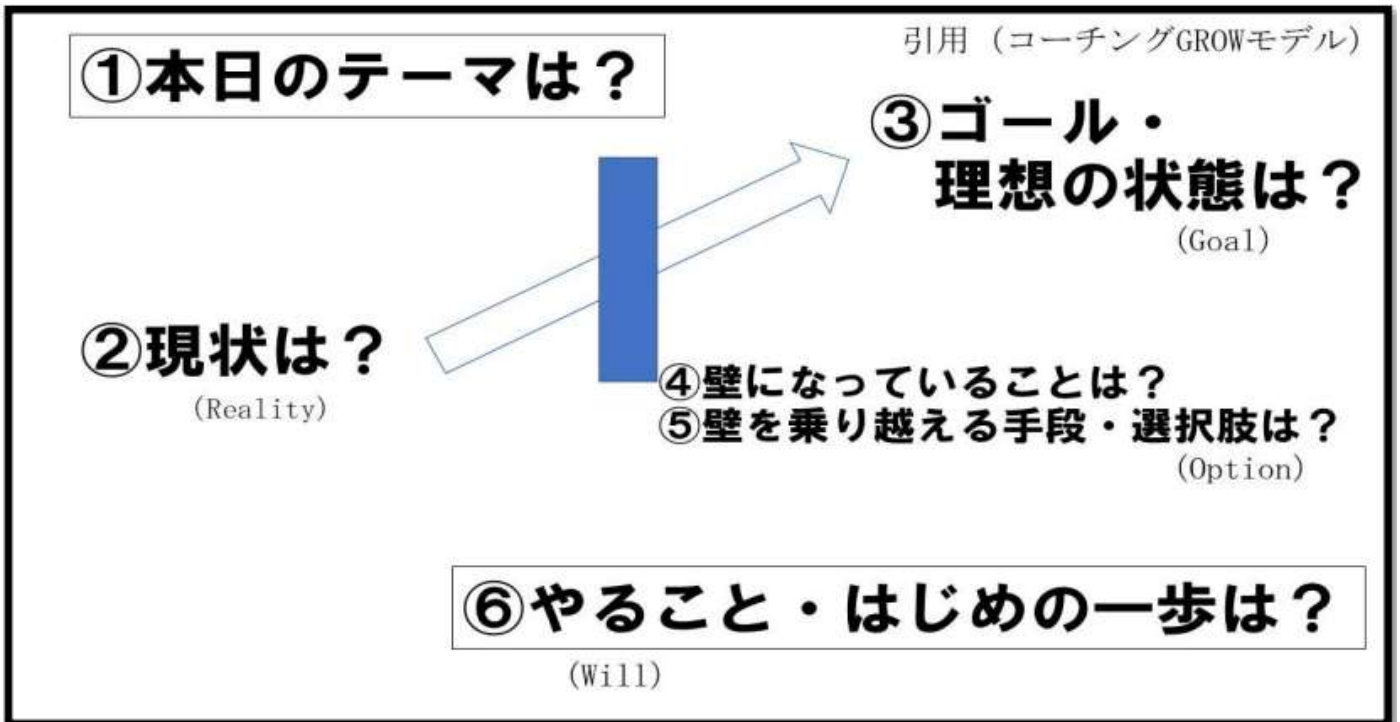 ①本日のテーマは？
引用（コーチングGROWモデル）
③ゴール・
理想の状態は？
(Goal)
②現状は？
(Reality)
④壁になっていることは？
⑤壁を乗り越える手段・選択肢は？
(Option)
⑥やること・はじめの一歩は？
(Will)